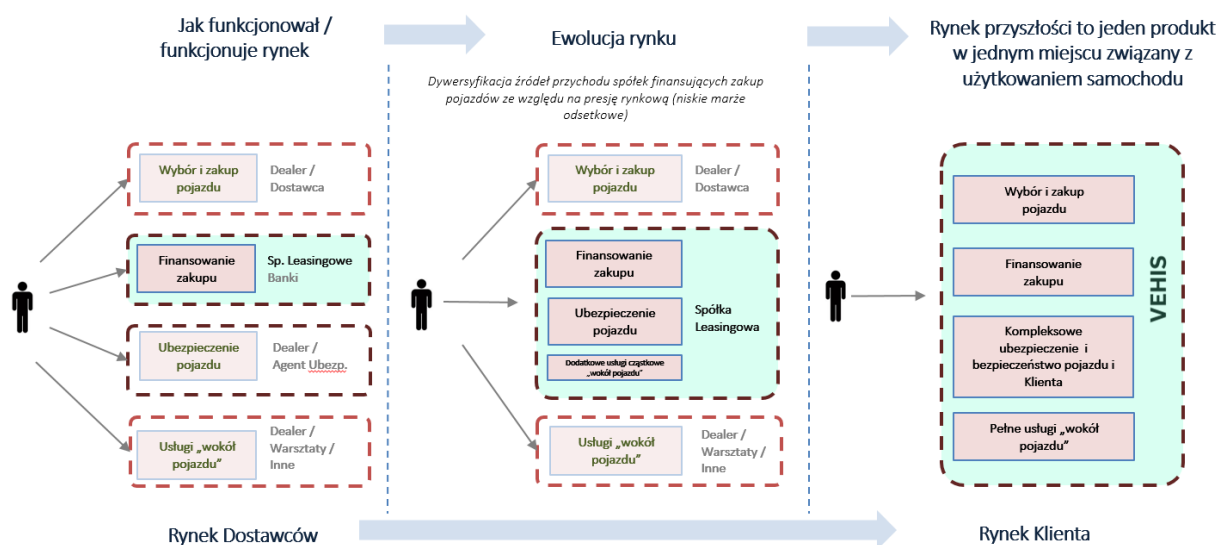 Jak funkcjonował /
funkcjonuje rynek
Ewolucja rynku
Rynek przyszłości to jeden produkt
w jednym miejscu związany z
użytkowaniem samochodu
Dywersyfikacja źródeł przychodu spółek finansujących zakup
pojazdów ze względu na presję rynkową (niskie marże
odsetkowe)
Wybór i zakup
pojazdu
Dealer /
Dostawca
Finansowanie
zakupu
Sp. Leasingowe
Banki
Ubezpieczenie
pojazdu
Dealer /
Agent Ubezp.
Usługi „wokół
pojazdu”
Dealer /
Warsztaty /
Inne
Wybór i zakup
pojazdu
Dealer /
Dostawca
Finansowanie
zakupu
Ubezpieczenie
pojazdu
Dodatkowe usługi cząstkowe
„wokół pojazdu”
Spółka
Leasingowa
Usługi „wokół
pojazdu”
Dealer /
Warsztaty /
Inne
Wybór i zakup
pojazdu
Finansowanie
zakupu
Kompleksowe
ubezpieczenie i
bezpieczeństwo pojazdu i
Klienta
Pełne usługi „wokół
pojazdu”
VEHIS
Rynek Dostawców
Rynek Klienta